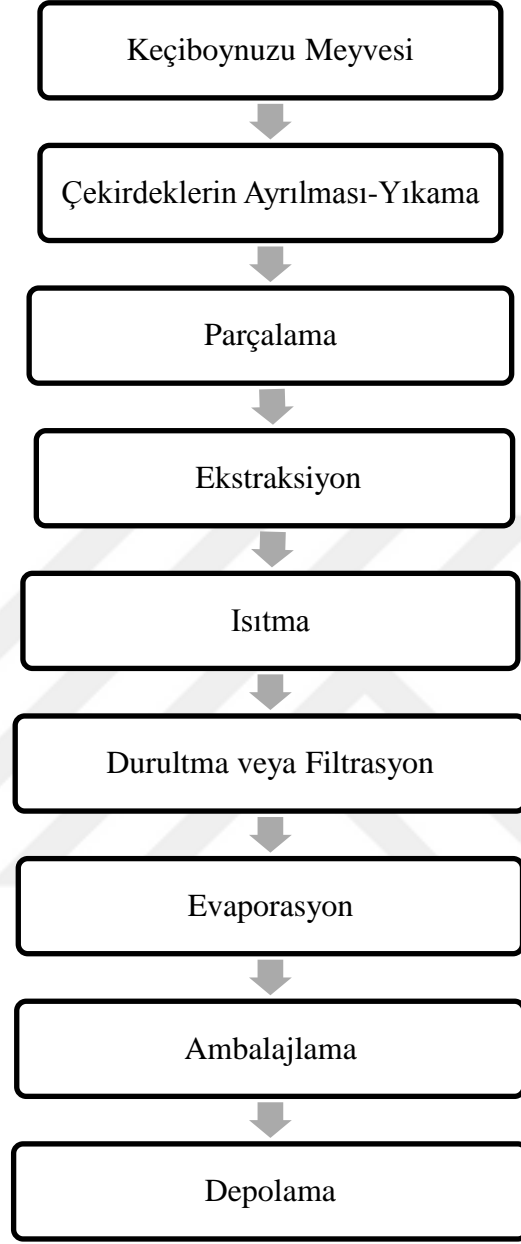 Keçiboynuzu Meyvesi
Çekirdeklerin Ayrılması-Yıkama
Parçalama
Ekstraksiyon
Isıtma
Durultma veya Filtrasyon
Evaporasyon
Ambalajlama
Depolama